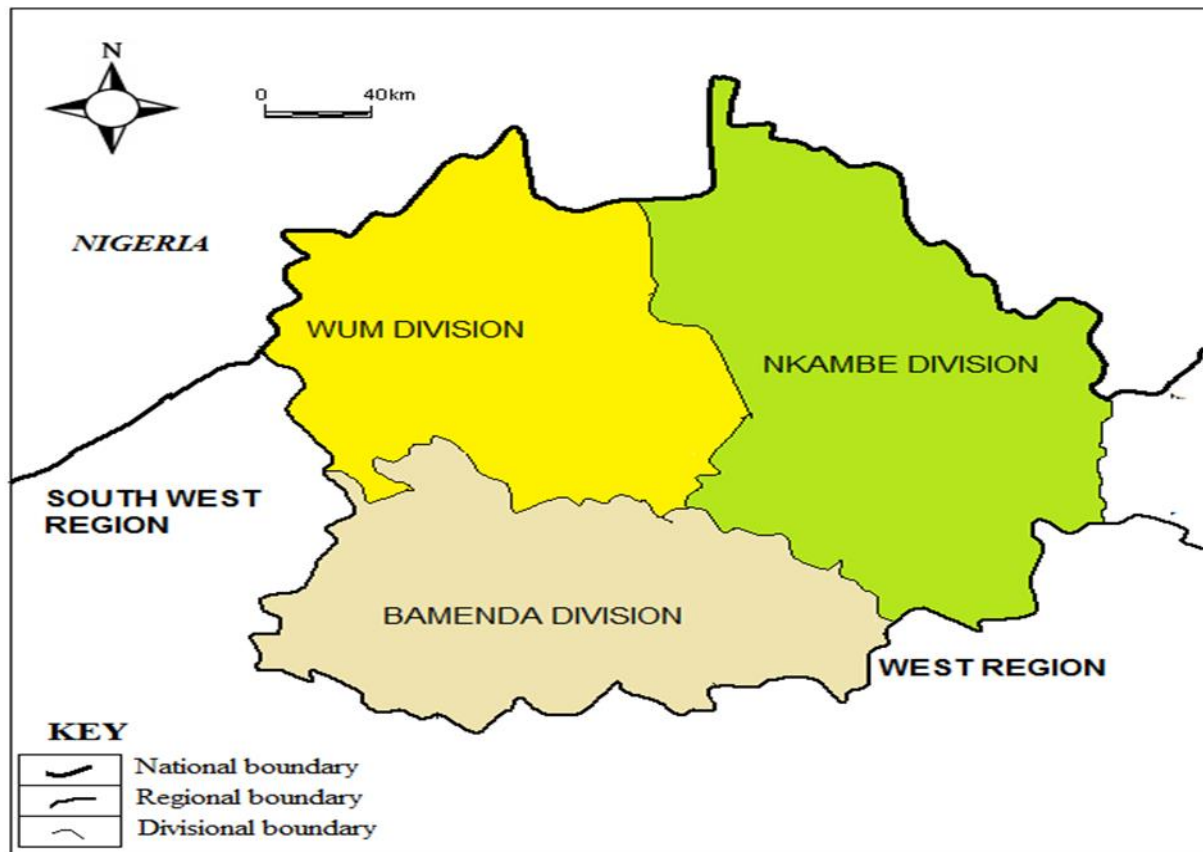 N
0 40km
NIGERIA
WUM DIVISION
NKAMBE DIVISION
SOUTH WEST
REGION
BAMENDA DIVISION
WEST REGION
KEY
National boundary
Regional boundary
Divisional boundary